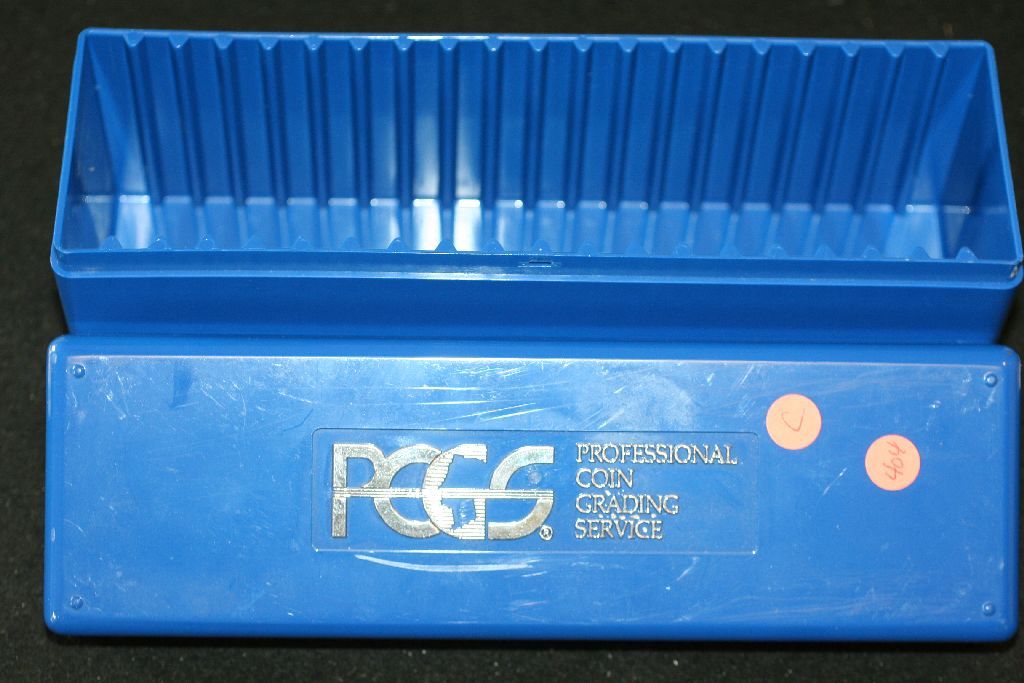 PCGS®
PROFESSIONAL
COIN
GRADING
SERVICE
C
404